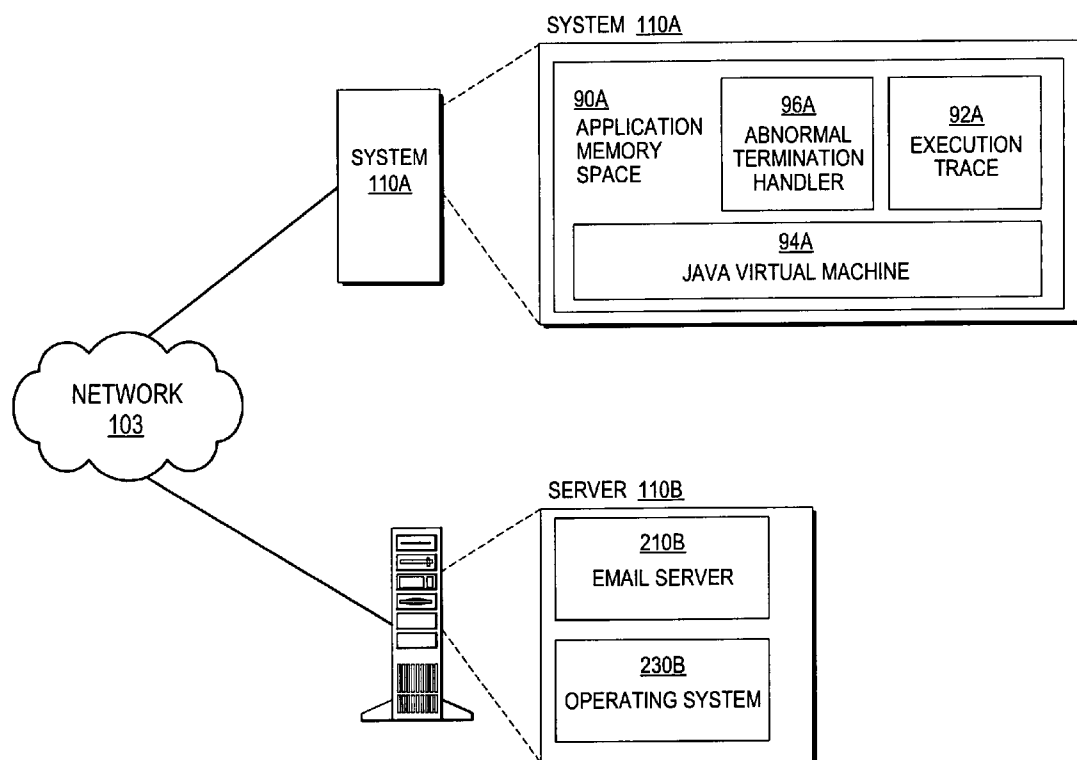 SYSTEM 110A
SYSTEM
110A
90A
APPLICATION
MEMORY
SPACE
96A
ABNORMAL
TERMINATION
HANDLER
92A
EXECUTION
TRACE
94A
JAVA VIRTUAL MACHINE
NETWORK
103
SERVER 110B
210B
EMAIL SERVER
230B
OPERATING SYSTEM